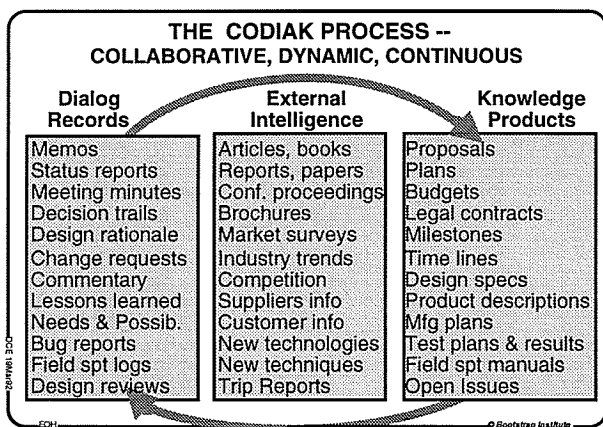 THE CODIAK PROCESS --
COLLABORATIVE, DYNAMIC, CONTINUOUS
Dialog
Records
Memos
Status reports
Meeting minutes
Decision trails
Design rationale
Change requests
Commentary
Lessons learned
Needs & Possib.
Bug reports
Field spt logs
Design reviews
External
Intelligence
Articles, books
Reports, papers
Conf. proceedings
Brochures
Market surveys
Industry trends
Competition
Suppliers info
Customer info
New technologies
New techniques
Trip Reports
Knowledge
Products
Proposals
Plans
Budgets
Legal contracts
Milestones
Time lines
Design specs
Product descriptions
Mfg plans
Test plans & results
Field spt manuals
Open Issues
DCE 19Mar92
© Bootstrap Institute